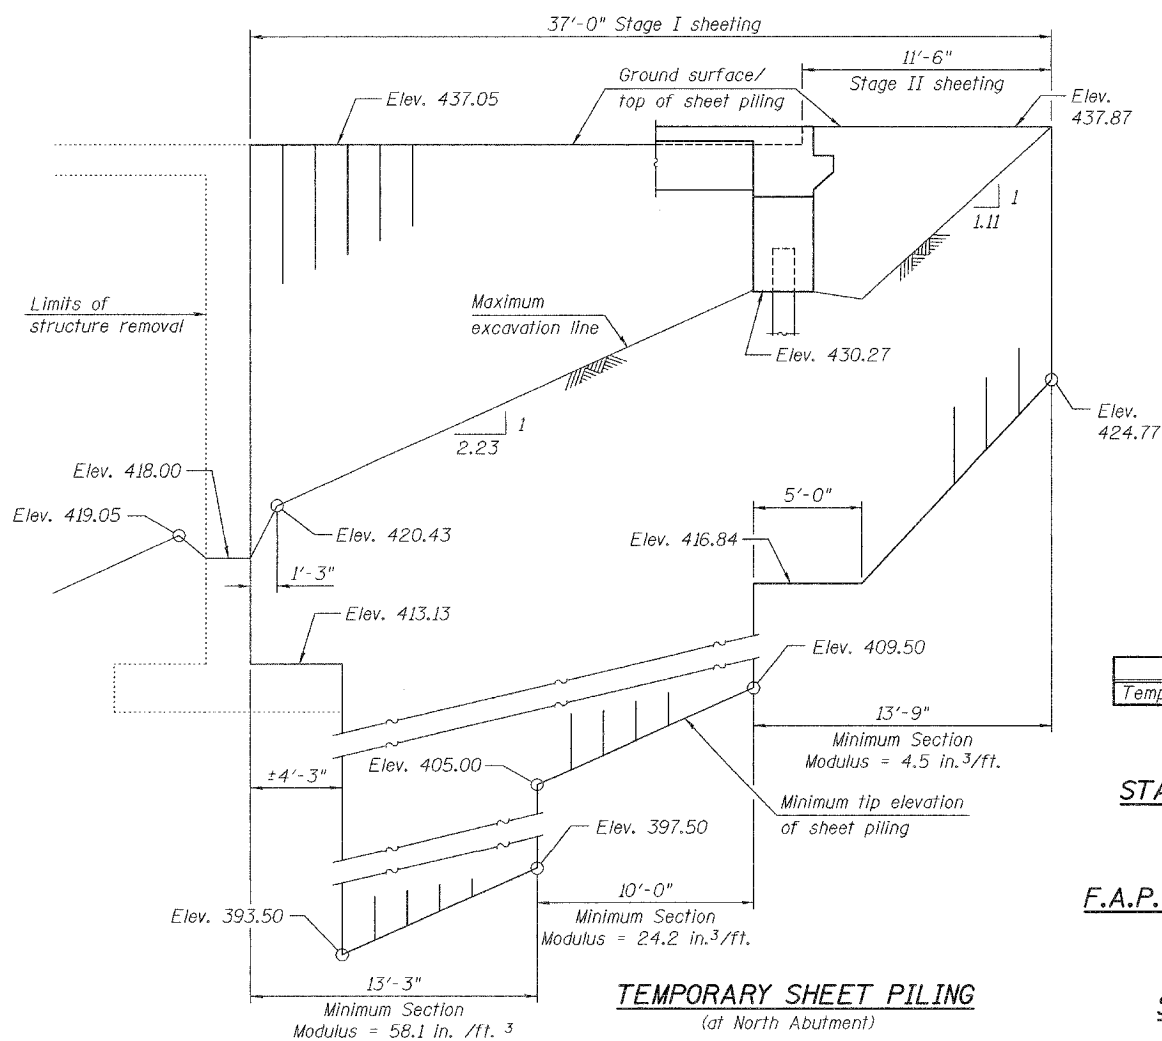 37'-0" Stage I sheeting
11'-6"
Stage II sheeting
Ground surface/
top of sheet piling
Elev. 437.05
Elev.
437.87
1
1.11
Limits of
structure removal
Maximum
excavation line
Elev. 430.27
1
2.23
Elev.
424.77
Elev. 418.00
Elev. 419.05
Elev. 420.43
5'-0"
Elev. 416.84
1'-3"
Elev. 413.13
Elev. 409.50
Temp
13'-9"
Minimum Section
Modulus = 4.5 in.³/ft.
±4'-3"
Elev. 405.00
Minimum tip elevation
of sheet piling
STA
Elev. 397.50
10'-0"
Minimum Section
Modulus = 24.2 in.³/ft.
F.A.P.
Elev. 393.50
13'-3"
Minimum Section
Modulus = 58.1 in. /ft. ³
TEMPORARY SHEET PILING
(at North Abutment)
S